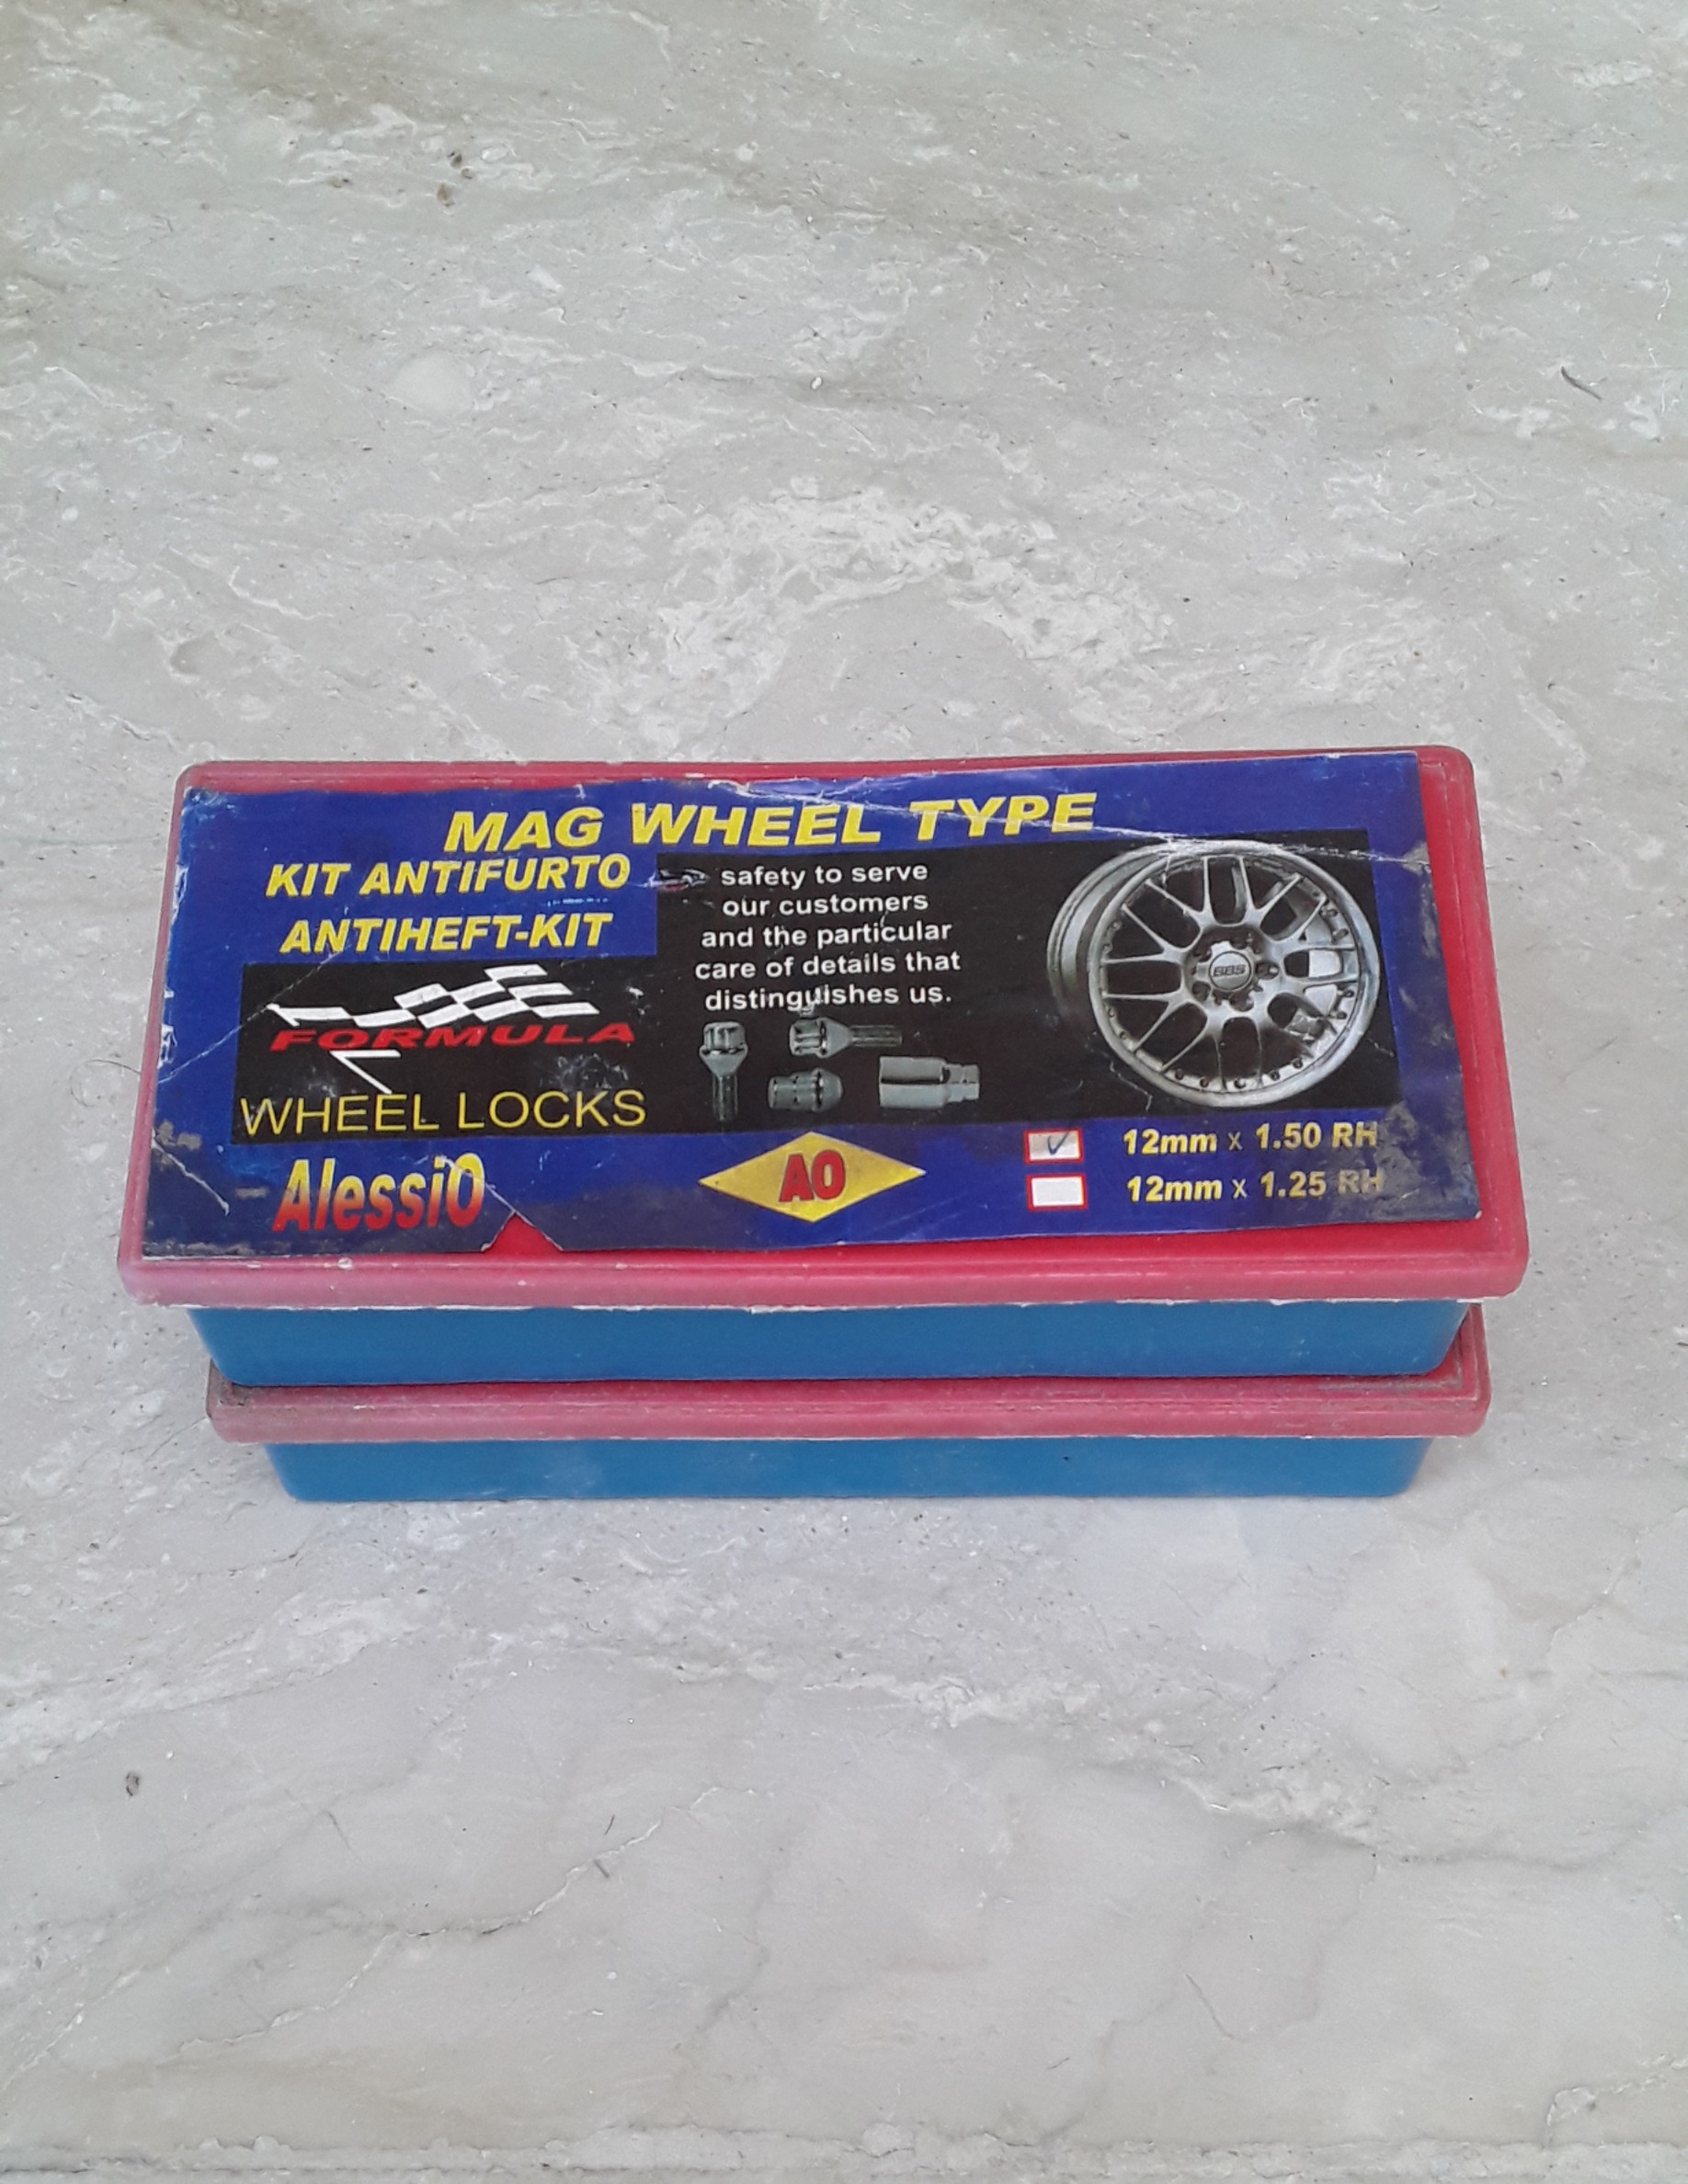 MAG WHEEL TYPE
KIT ANTIFURTO
ANTIHEFT-KIT
safety to serve
our customers
and the particular
care of details that
distinguishes us.
BBS
FORMULA
WHEEL LOCKS
AlessiO
AO
12mm x 1.50 RH
12mm x 1.25 RH